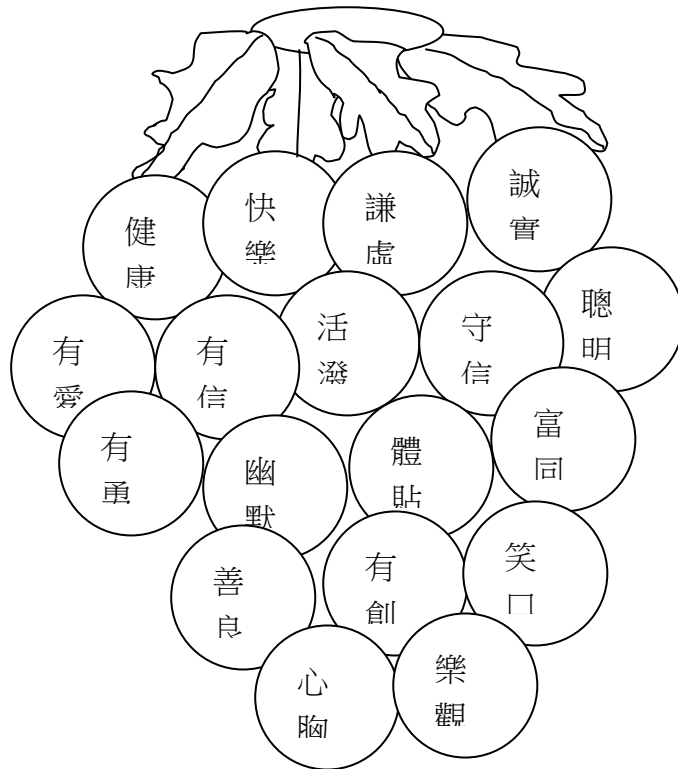 健
康
快
樂
謙
虛
誠
實
有
愛
有
信
活
潑
守
信
聰
明
有
勇
幽
默
體
貼
富
同
善
良
有
創
笑
口
心
胸
樂
觀